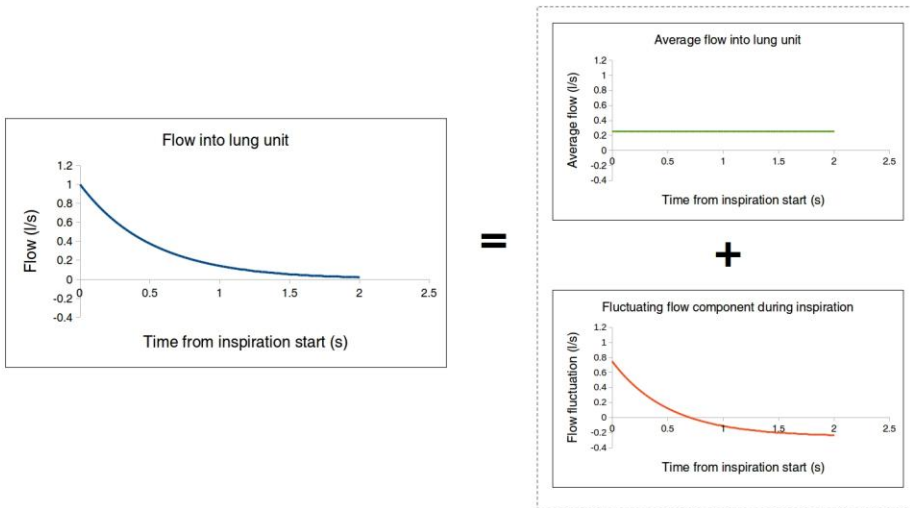 Flow into lung unit
1.2
1
0.8
0.6
0.4
0.2
0
-0.2
-0.4
0 0.5 1 1.5 2 2.5
Flow (l/s)
Time from inspiration start (s)
=
Average flow into lung unit
1.2
1
0.8
0.6
0.4
0.2
0
-0.2
-0.4
0 0.5 1 1.5 2 2.5
Average flow (l/s)
Time from inspiration start (s)
+
Fluctuating flow component during inspiration
1.2
1
0.8
0.6
0.4
0.2
0
-0.2
-0.4
0 0.5 1 1.5 2 2.5
Flow fluctuation (l/s)
Time from inspiration start (s)